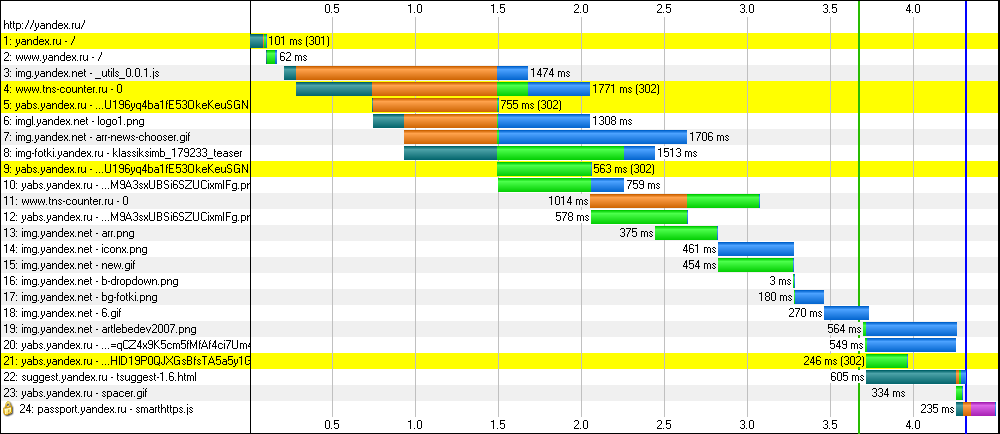 0.5 1.0 1.5 2.0 2.5 3.0 3.5 4.0
http://yandex.ru/
1: yandex.ru - / 101 ms (301)
2: www.yandex.ru - / 62 ms
3: img.yandex.net - _utils_0.0.1.js 1474 ms
4: www.tns-counter.ru - 0 1771 ms (302)
5: yabs.yandex.ru - ...U196yq4ba1fE53OkeKeuSGN 755 ms (302)
6: imgl.yandex.net - logo1.png 1308 ms
7: img.yandex.net - arr-news-chooser.gif 1706 ms
8: img-fotki.yandex.ru - klassiksimb_179233_teaser 1513 ms
9: yabs.yandex.ru - ...U196yq4ba1fE53OkeKeuSGN 563 ms (302)
10: yabs.yandex.ru - ...M9A3sxUBSi6SZUCixmlFg.pr 759 ms
11: www.tns-counter.ru - 0 1014 ms
12: yabs.yandex.ru - ...M9A3sxUBSi6SZUCixmlFg.pr 578 ms
13: img.yandex.net - arr.png 375 ms
14: img.yandex.net - iconx.png 461 ms
15: img.yandex.net - new.gif 454 ms
16: img.yandex.net - b-dropdown.png 3 ms
17: img.yandex.net - bg-fotki.png 180 ms
18: img.yandex.net - 6.gif 270 ms
19: img.yandex.net - artlebedev2007.png 564 ms
20: yabs.yandex.ru - ...=qCZ4x9K5cm5fMfAf4ci7Um4 549 ms
21: yabs.yandex.ru - ...HID19P0QJXGsBfsTA5a5y1G 246 ms (302)
22: suggest.yandex.ru - tsuggest-1.6.html 605 ms
23: yabs.yandex.ru - spacer.gif 334 ms
24: passport.yandex.ru - smarthttps.js 235 ms
0.5 1.0 1.5 2.0 2.5 3.0 3.5 4.0